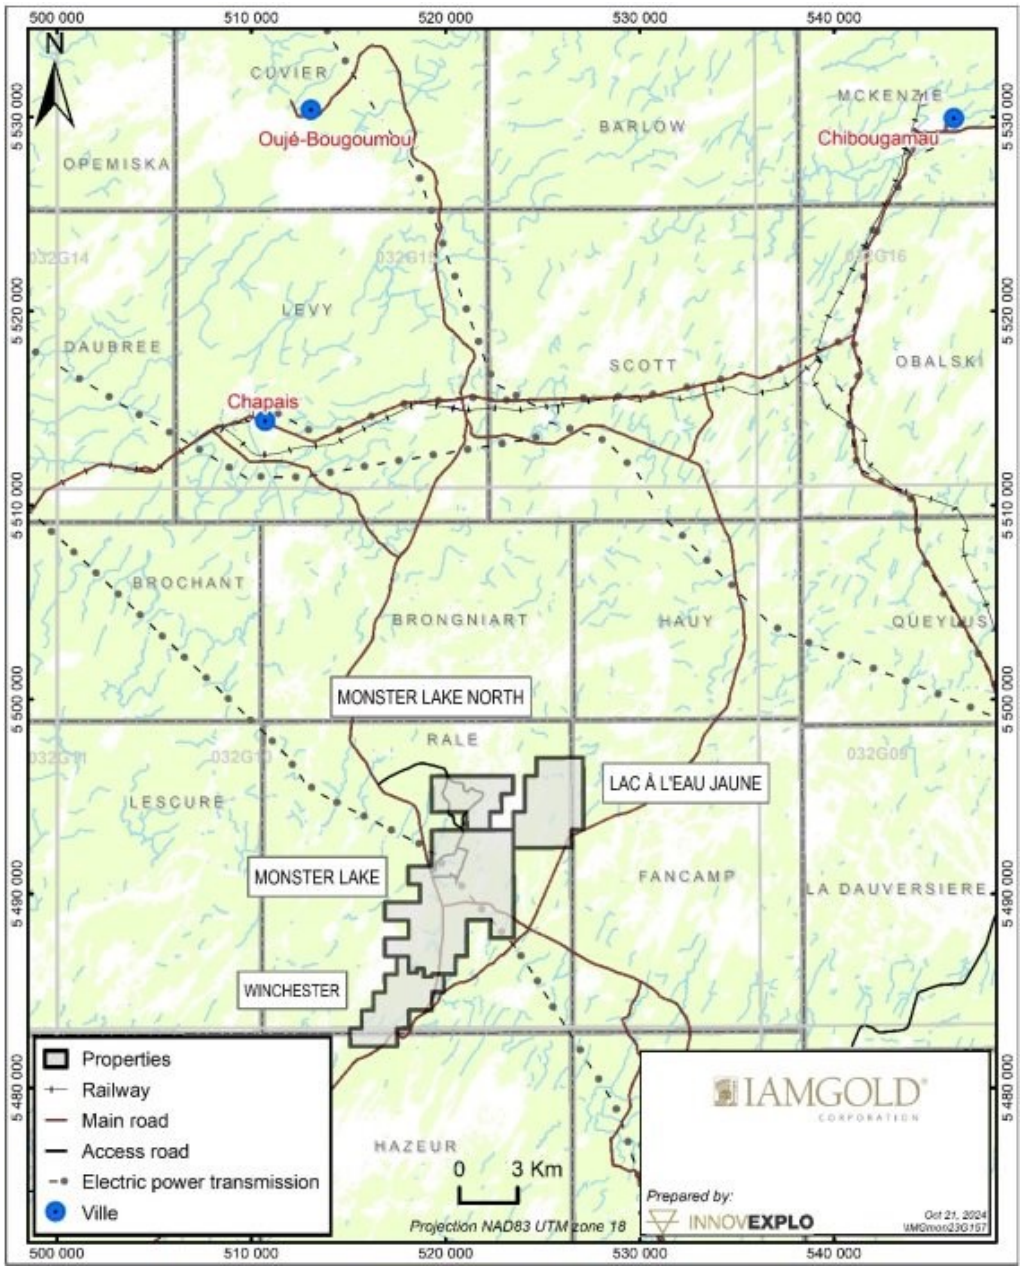 500 000 510 000 520 000 530 000 540 000
N
5 530 000
5 520 000
5 510 000
5 500 000
5 490 000
5 480 000
CUVIER
MCKENZIE
Oujé-Bougoumou
BARLOW
Chibougamau
OPEMISKA
032G14
032G15
032G16
LEVY
DAUBREE
SCOTT
OBALSKI
Chapais
BROCHANT
BRONGNIART
HAUY
QUEYLUS
MONSTER LAKE NORTH
RALE
032G10
032G09
LAC À L'EAU JAUNE
LESCURE
MONSTER LAKE
FANCAMP
LA DAUVERSIERE
WINCHESTER
Properties
Railway
Main road
Access road
Electric power transmission
Ville
HAZEUR
0 3 Km
Projection NAD83 UTM zone 18
IAMGOLD®
CORPORATION
Prepared by:
INNOVEXPLO
Oct 21, 2024
5 530 000
5 520 000
5 510 000
5 500 000
5 490 000
5 480 000
500 000 510 000 520 000 530 000 540 000